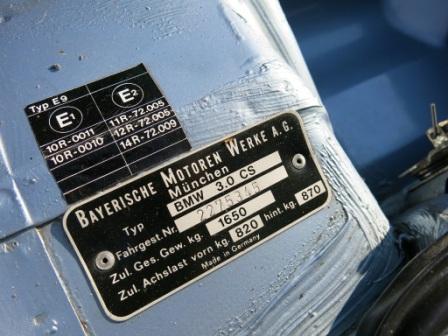 Typ E9
E1 E2
10R-0011 11R-72.005
10R-0010 12R-72.005
14R-72.009
BAYERISCHE MOTOREN WERKE A.G.
München
Typ BMW 3.0 CS
Fahrgest.Nr. 2275345
Zul. Ges. Gew. kg. 1650
Zul. Achslast vorn kg. 820 hint. kg. 870
Made in Germany